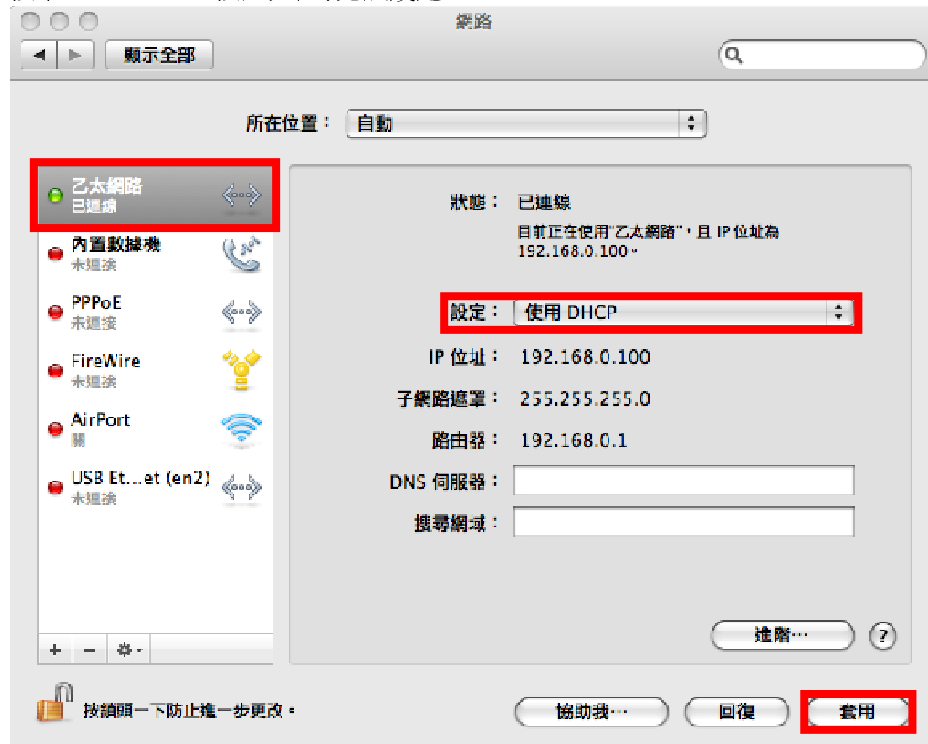 網路
顯示全部
所在位置： 自動
乙太網路
已連線
內置數據機
未連接
PPPoE
未連接
FireWire
未連接
AirPort
關
USB Et...et (en2)
未連接
狀態： 已連線
目前正在使用"乙太網路"，且 IP 位址為
192.168.0.100。
設定： 使用 DHCP
IP 位址： 192.168.0.100
子網路遮罩： 255.255.255.0
路由器： 192.168.0.1
DNS 伺服器：
搜尋網域：
進階…
?
按鎖頭一下防止進一步更改。
協助我…
回復
套用